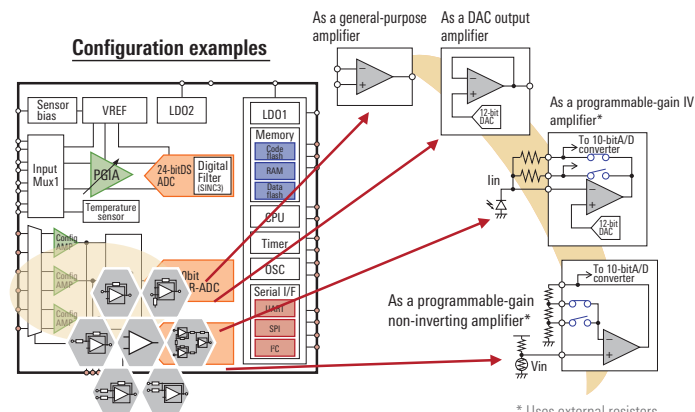 Configuration examples
As a general-purpose
amplifier
As a DAC output
amplifier
12-bit
DAC
As a programmable-gain IV
amplifier*
To 10-bitA/D
converter
Iin
12-bit
DAC
As a programmable-gain
non-inverting amplifier*
To 10-bitA/D
converter
Vin
* Uses external resistors
Sensor
bias
VREF
LDO2
LDO1
Input
Mux1
PGIA
24-bitDS
ADC
Digital
Filter
(SINC3)
Temperature
sensor
Memory
Code
flash
RAM
Data
flash
CPU
Timer
OSC
Serial I/F
UART
SPI
I²C
Config
AMP
Config
AMP
Config
AMP